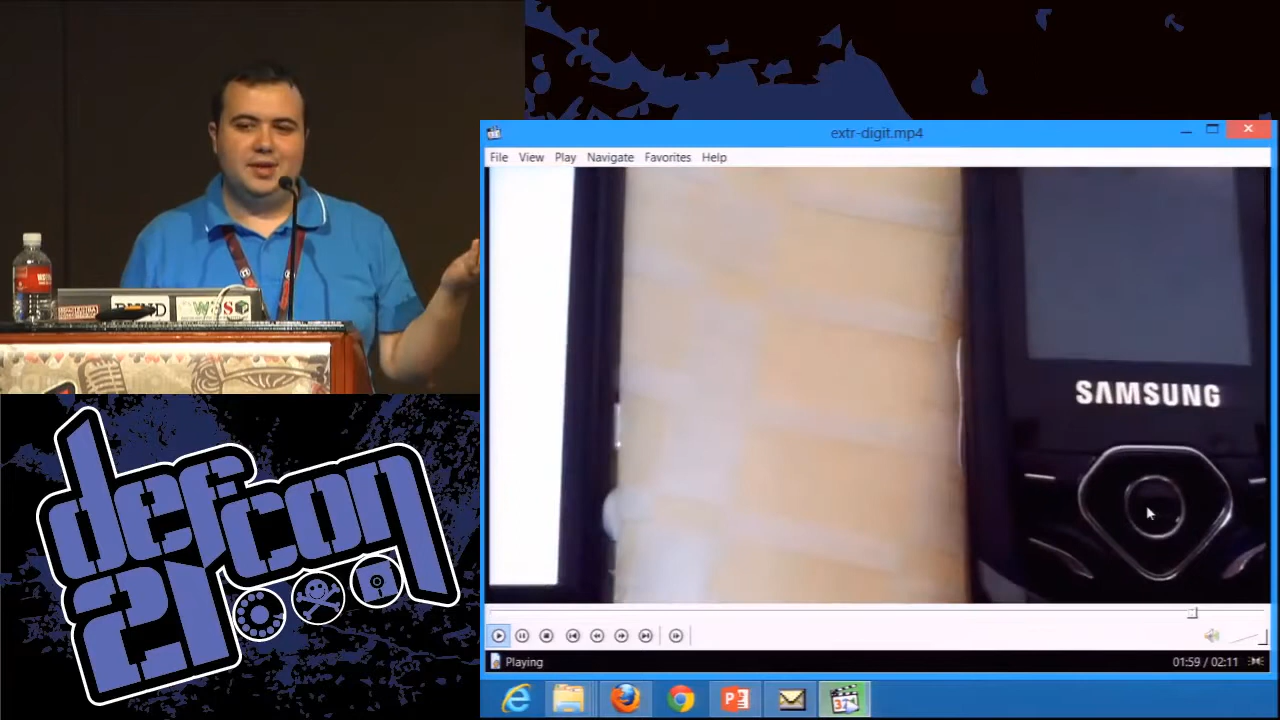 extr-digit.mp4
File View Play Navigate Favorites Help
SAMSUNG
Playing
01:59 / 02:11
defcon
21